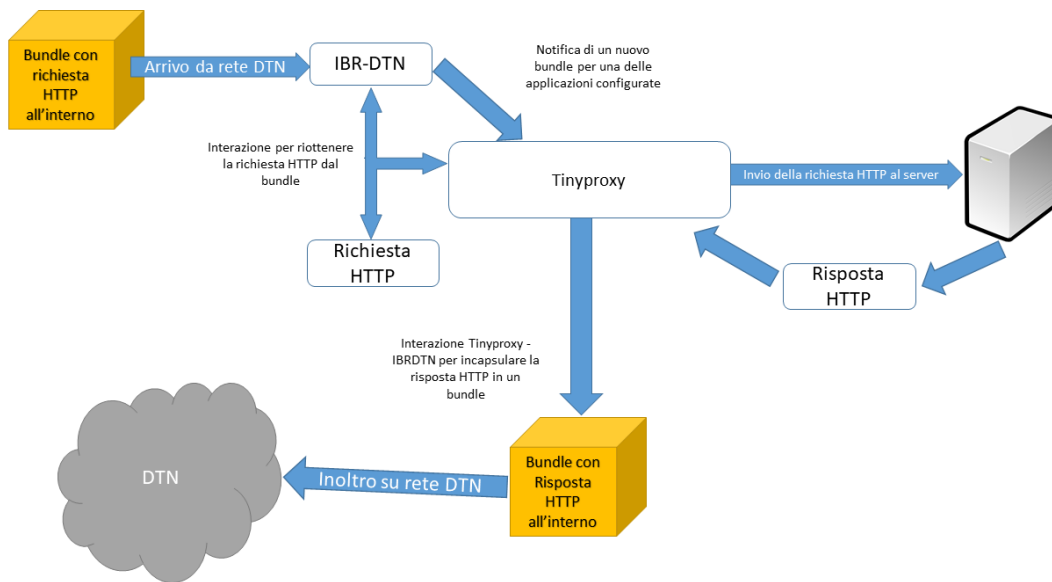 Bundle con
richiesta
HTTP
all'interno
Arrivo da rete DTN
IBR-DTN
Notifica di un nuovo
bundle per una delle
applicazioni configurate
Interazione per riottenere
la richiesta HTTP dal
bundle
Tinyproxy
Invio della richiesta HTTP al server
Richiesta
HTTP
Risposta
HTTP
Interazione Tinyproxy -
IBRDTN per incapsulare la
risposta HTTP in un
bundle
DTN
Inoltro su rete DTN
Bundle con
Risposta
HTTP
all'interno